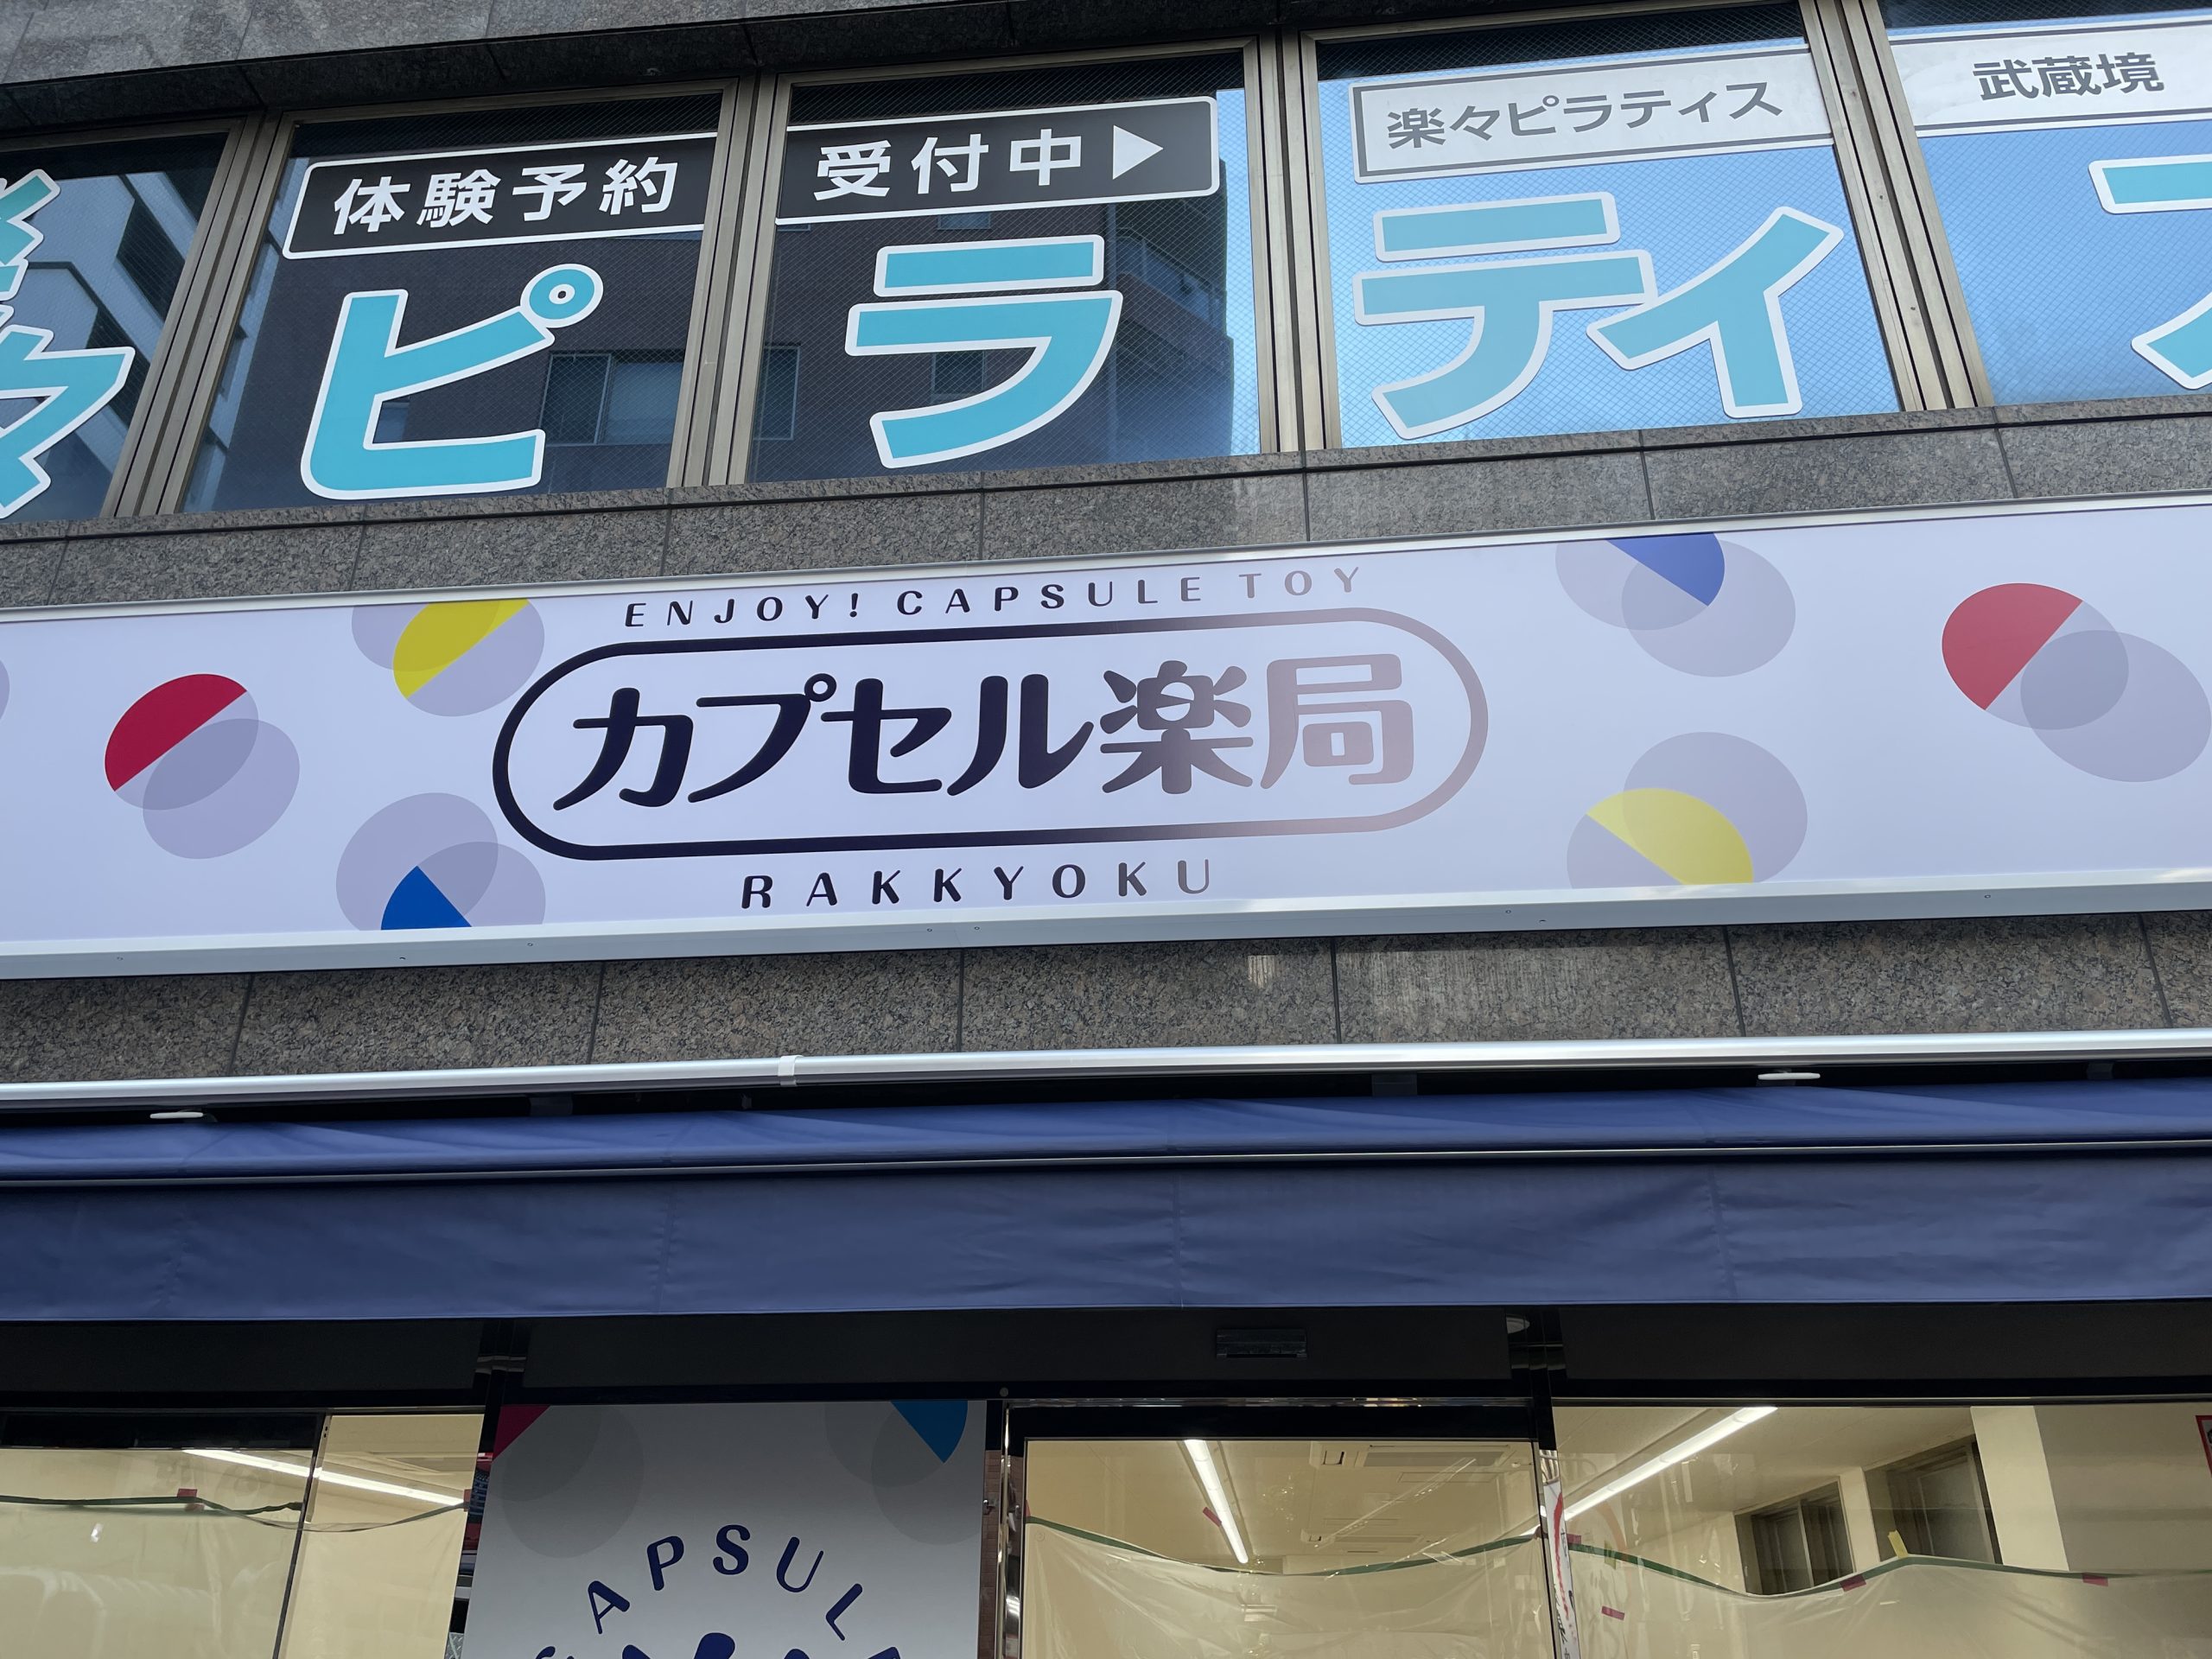 体験予約 受付中▶
楽々ピラティス 武蔵境
ピラティ
ENJOY! CAPSULE TOY
カプセル楽局
RAKKYOKU
CAPSULE